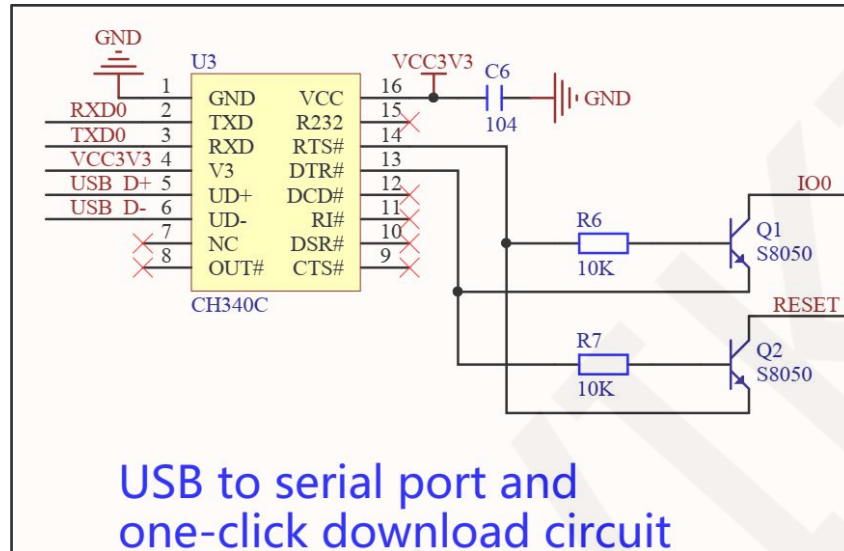 GND
U3
VCC3V3
C6
1 GND VCC 16
GND
104
RXD0 2 TXD R232 15
TXD0 3 RXD RTS# 14
VCC3V3 4 V3 DTR# 13
USB D+ 5 UD+ DCD# 12
USB D- 6 UD- RI# 11
7 NC DSR# 10
8 OUT# CTS# 9
CH340C
IO0
R6
10K
Q1
S8050
RESET
R7
10K
Q2
S8050
USB to serial port and
one-click download circuit